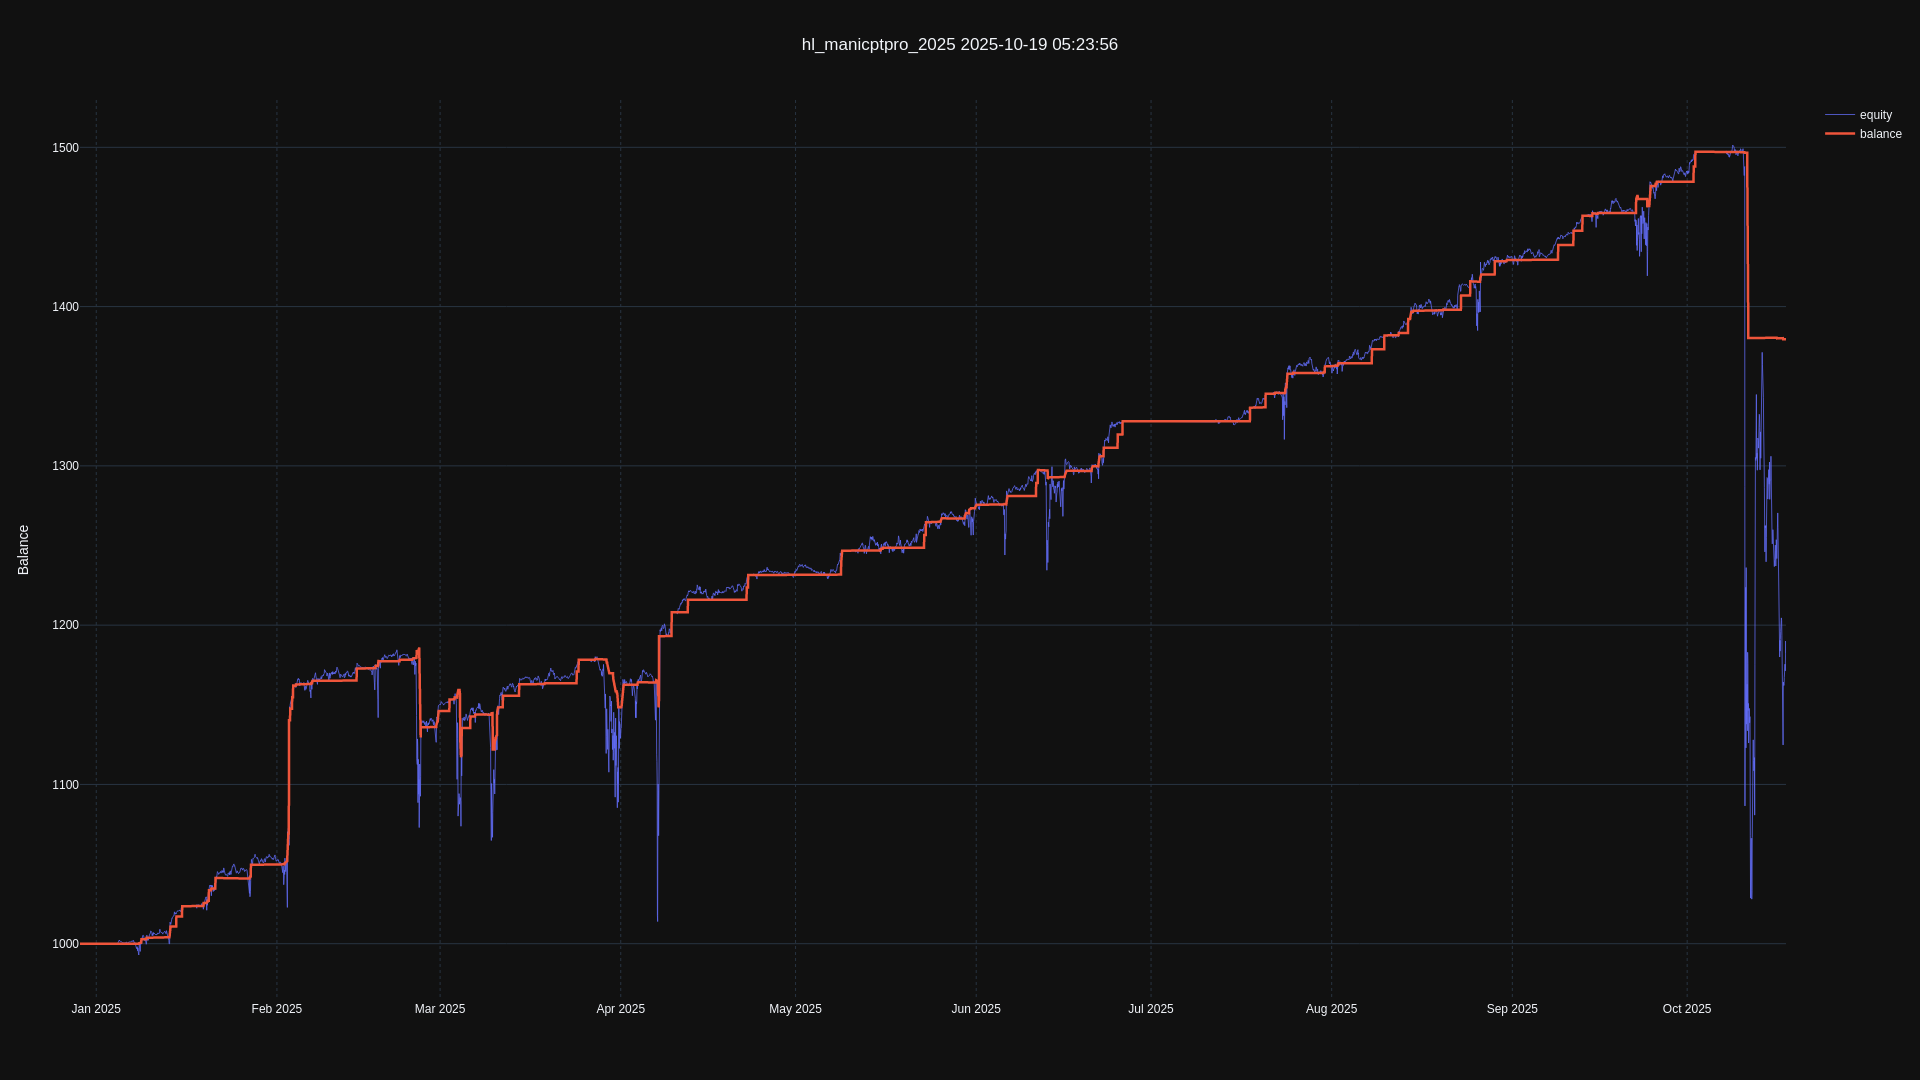 hl_manicptpro_2025 2025-10-19 05:23:56
equity
balance
1500
1400
1300
1200
1100
1000
Balance
Jan 2025
Feb 2025
Mar 2025
Apr 2025
May 2025
Jun 2025
Jul 2025
Aug 2025
Sep 2025
Oct 2025